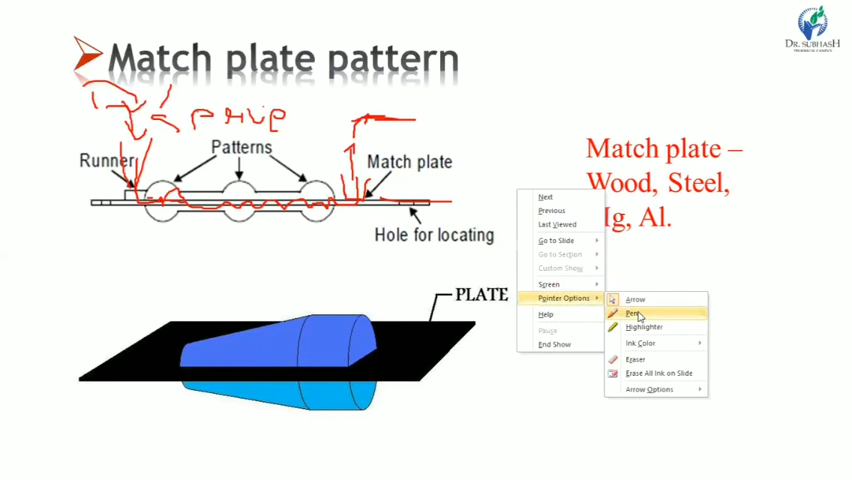 DR. SUBHASH
Match plate pattern
Runner
Patterns
Match plate
Hole for locating
Match plate –
Wood, Steel,
Mg, Al.
PLATE
Next
Previous
Last Viewed
Go to Slide
Go to Section
Custom Show
Screen
Pointer Options
Help
Pause
End Show
Arrow
Pen
Highlighter
Ink Color
Eraser
Erase All Ink on Slide
Arrow Options